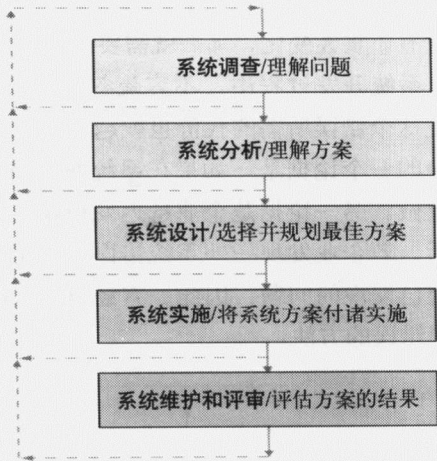 系统调查/理解问题
系统分析/理解方案
系统设计/选择并规划最佳方案
系统实施/将系统方案付诸实施
系统维护和评审/评估方案的结果